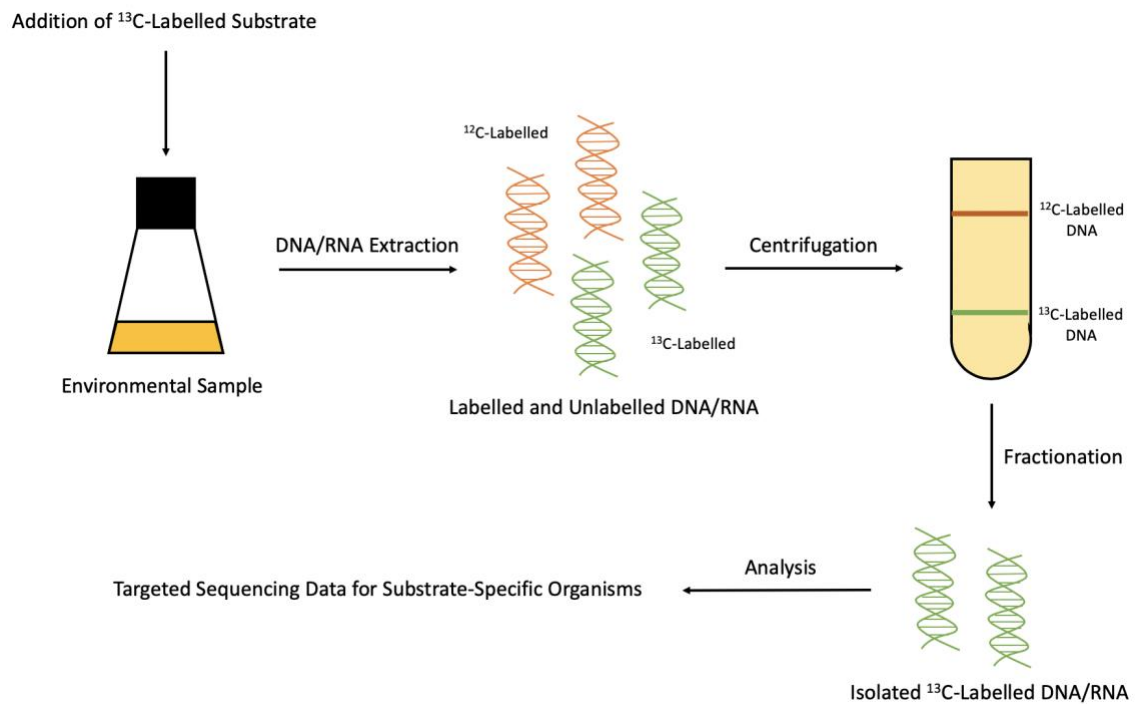 Addition of ¹³C-Labelled Substrate
¹²C-Labelled
DNA/RNA Extraction
Centrifugation
¹²C-Labelled
DNA
¹³C-Labelled
DNA
¹³C-Labelled
Environmental Sample
Labelled and Unlabelled DNA/RNA
Fractionation
Analysis
Targeted Sequencing Data for Substrate-Specific Organisms
Isolated ¹³C-Labelled DNA/RNA